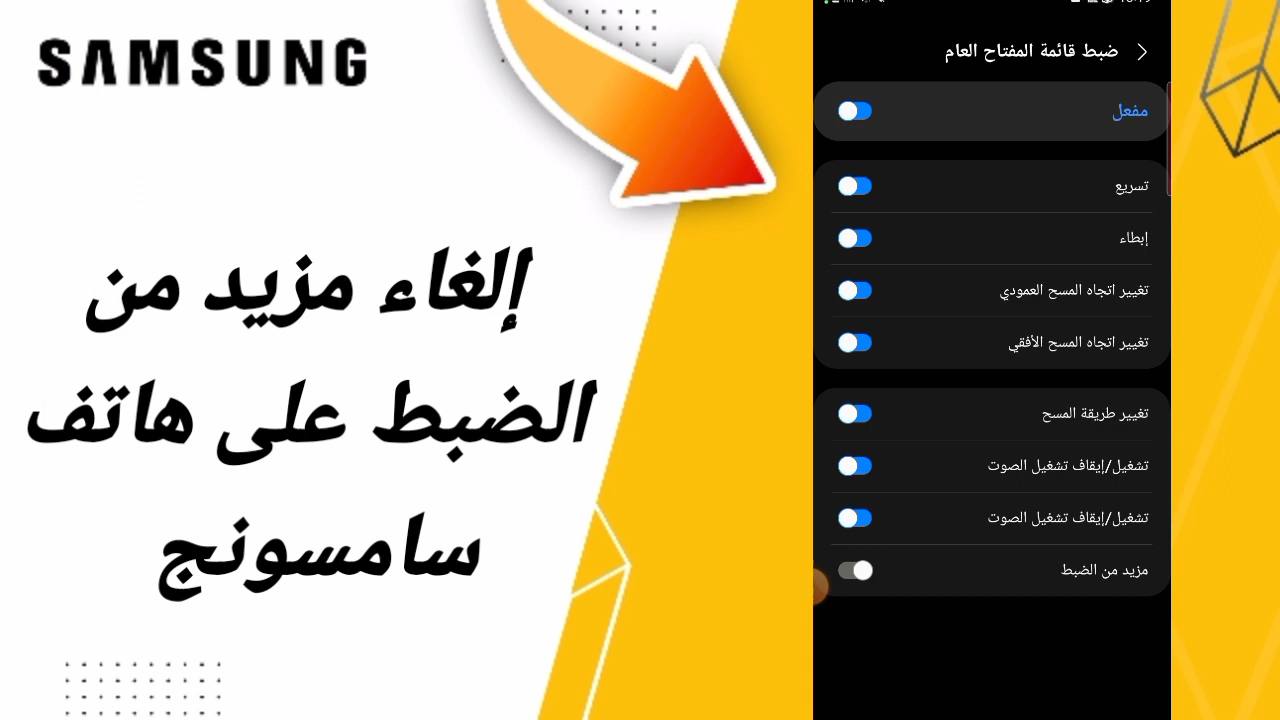 SAMSUNG
إلغاء مزيد من
الضبط على هاتف
سامسونج
ضبط قائمة المفتاح العام
مفعل
تسريع
إبطاء
تغيير اتجاه المسح العمودي
تغيير اتجاه المسح الأفقي
تغيير طريقة المسح
تشغيل/إيقاف تشغيل الصوت
تشغيل/إيقاف تشغيل الصوت
مزيد من الضبط